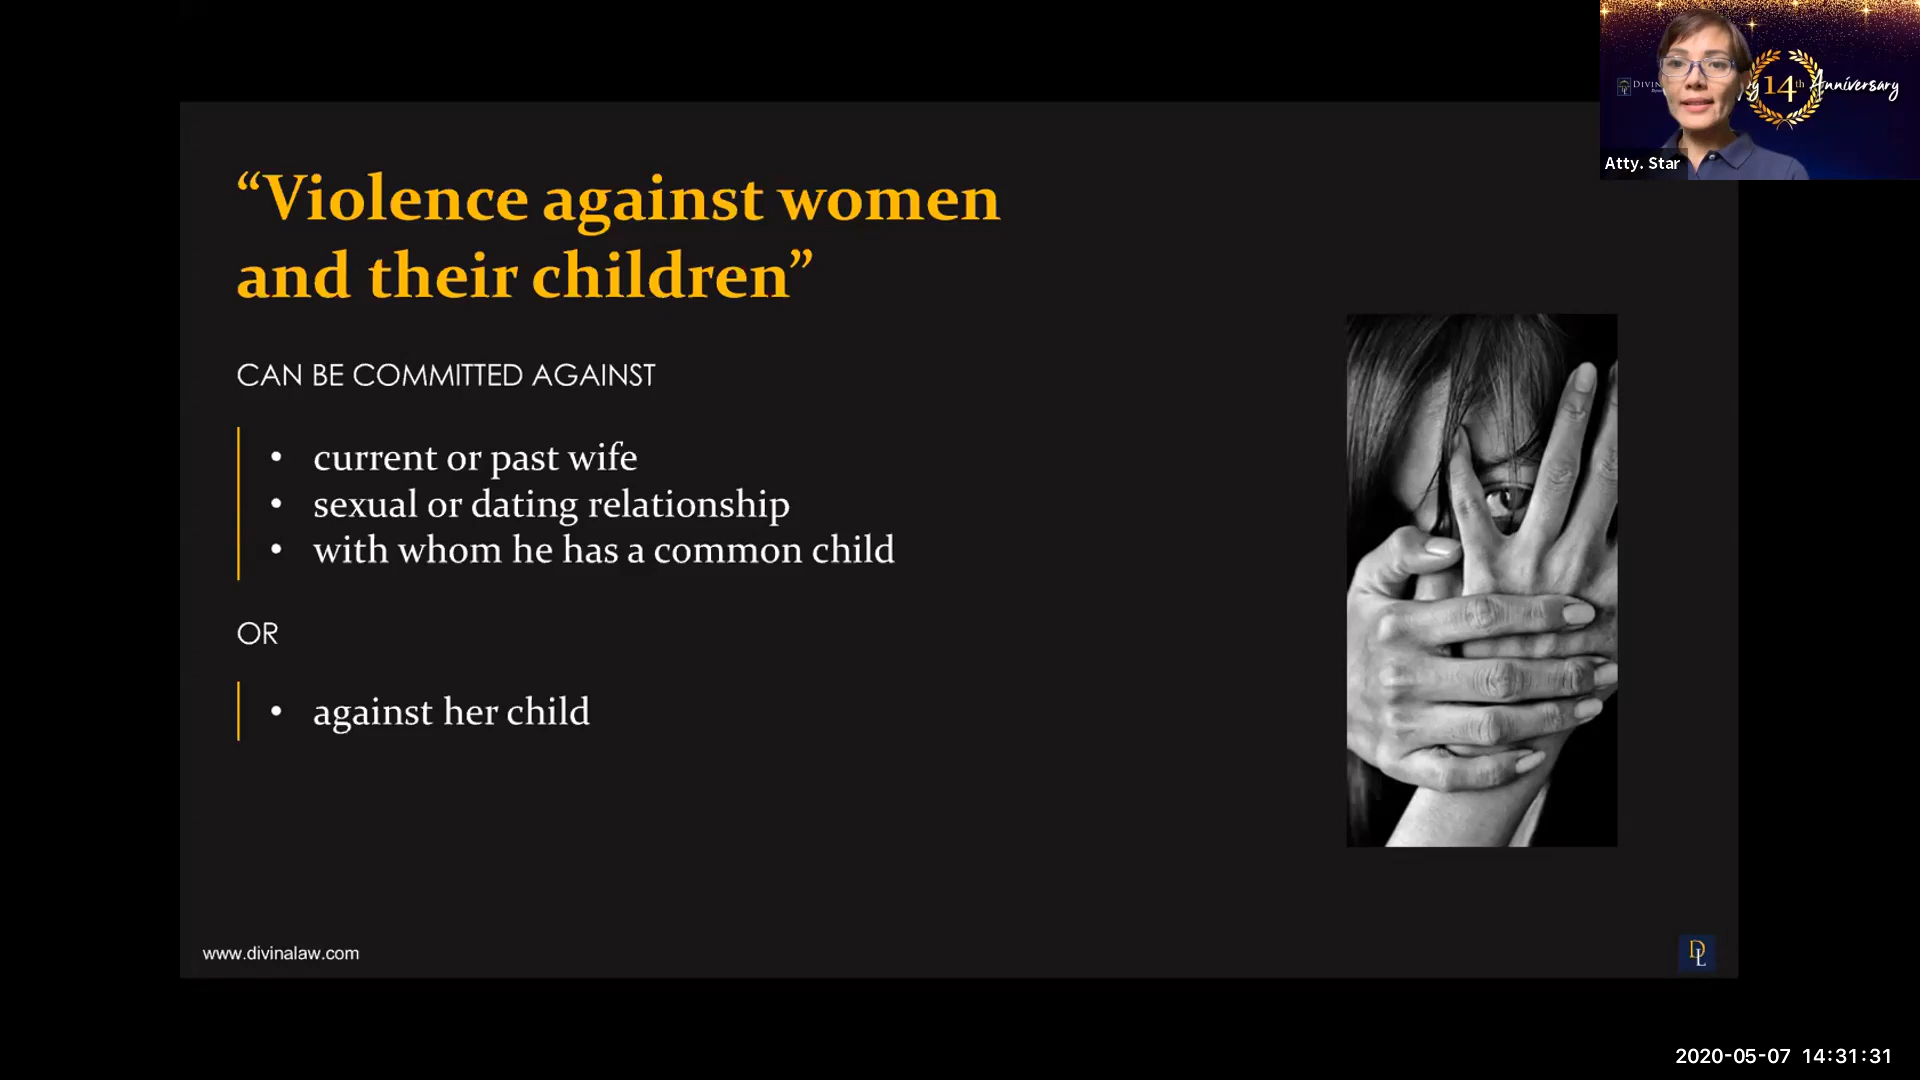 14th Anniversary
Atty. Star
“Violence against women
and their children”
CAN BE COMMITTED AGAINST
• current or past wife
• sexual or dating relationship
• with whom he has a common child
OR
• against her child
www.divinalaw.com
DL
2020-05-07 14:31:31